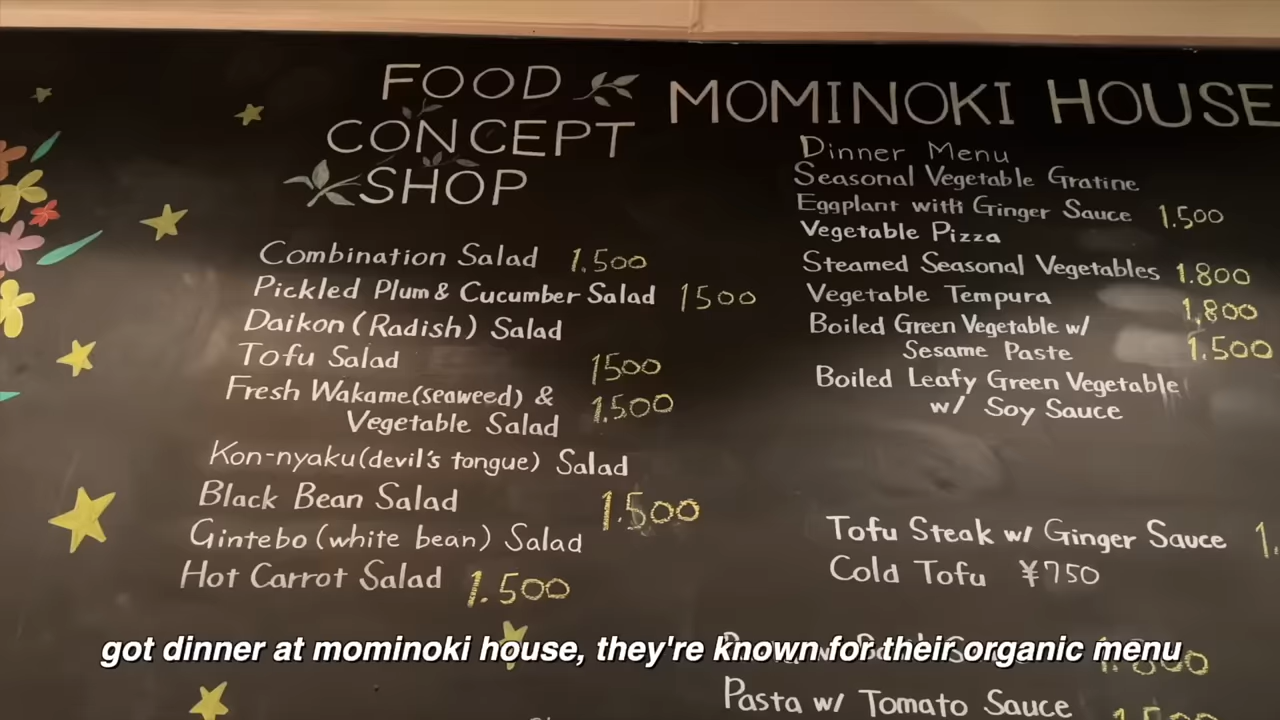 FOOD
CONCEPT
SHOP
Combination Salad 1.500
Pickled Plum & Cucumber Salad 1500
Daikon (Radish) Salad
Tofu Salad 1500
Fresh Wakame (seaweed) &
Vegetable Salad 1.500
Kon-nyaku (devil's tongue) Salad
Black Bean Salad 1.500
Gintebo (white bean) Salad
Hot Carrot Salad 1.500
MOMINOKI HOUSE
Dinner Menu
Seasonal Vegetable Gratine
Eggplant with Ginger Sauce 1.500
Vegetable Pizza
Steamed Seasonal Vegetables 1.800
Vegetable Tempura 1,800
Boiled Green Vegetable w/
Sesame Paste 1.500
Boiled Leafy Green Vegetable
w/ Soy Sauce
Tofu Steak w/ Ginger Sauce 1.
Cold Tofu ¥750
1.800
Pasta w/ Tomato Sauce 1.500
got dinner at mominoki house, they're known for their organic menu